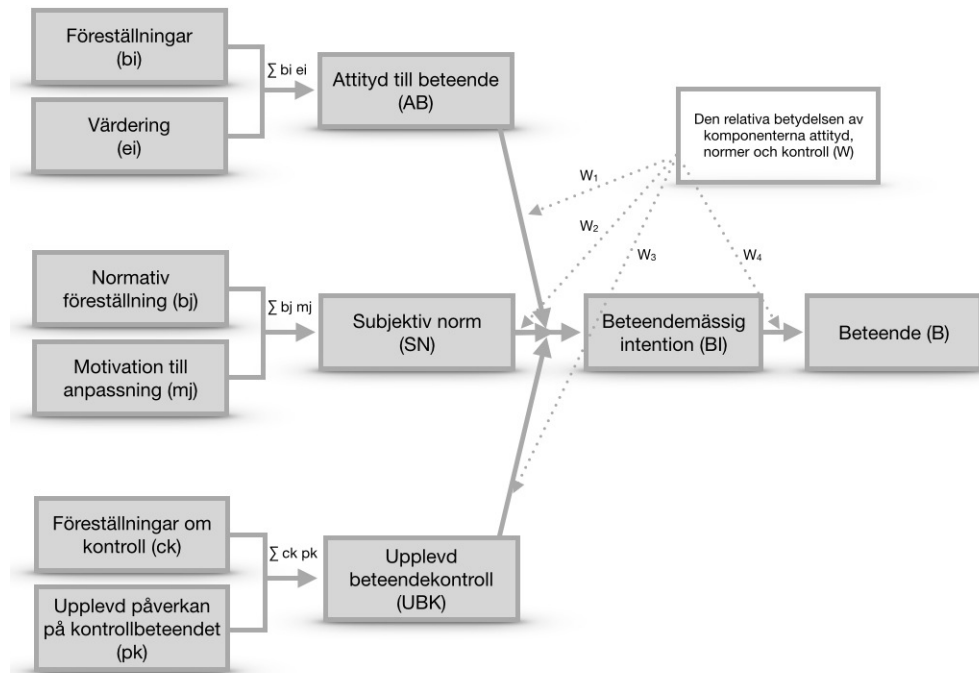 Föreställningar
(bi)
∑ bi ei
Värdering
(ei)
Attityd till beteende
(AB)
Den relativa betydelsen av
komponenterna attityd,
normer och kontroll (W)
W₁
W₂
W₃
W₄
Normativ
föreställning (bj)
∑ bj mj
Motivation till
anpassning (mj)
Subjektiv norm
(SN)
Beteendemässig
intention (BI)
Beteende (B)
Föreställningar om
kontroll (ck)
∑ ck pk
Upplevd påverkan
på kontrollbeteendet
(pk)
Upplevd
beteendekontroll
(UBK)